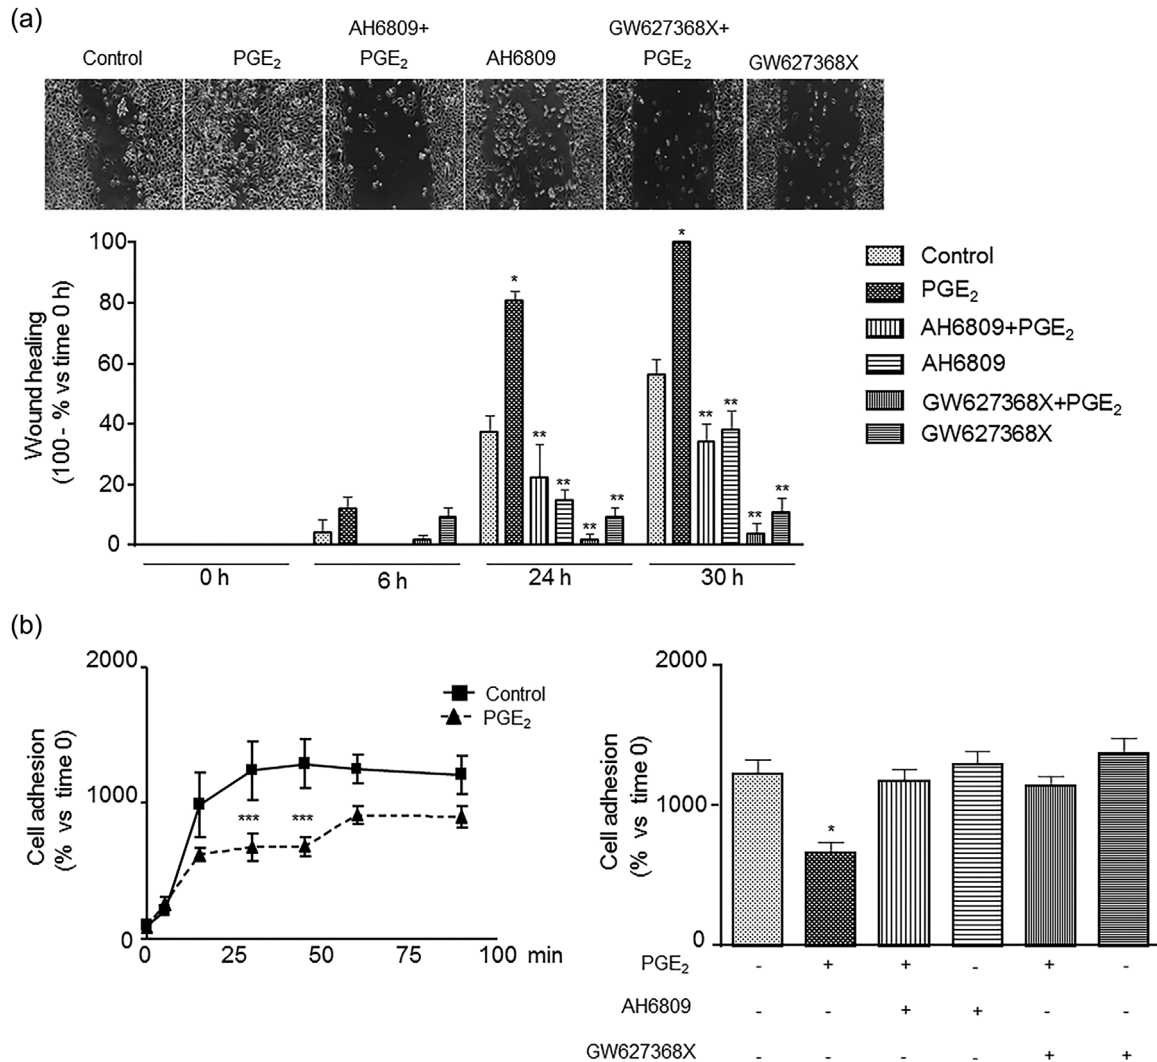 (a)
AH6809+
GW627368X+
Control
PGE2
PGE2
AH6809
PGE2
GW627368X
Wound healing
(100- % vs time 0 h)
100
80
60
40
20
0
*
**
**
**
**
*
**
**
**
**
0 h
6 h
24 h
30 h
Control
PGE2
AH6809+PGE2
AH6809
GW627368X+PGE2
GW627368X
(b)
Cell adhesion
(% vs time 0)
2000
1000
0
*** ***
Control
PGE2
0 25 50 75 100 min
Cell adhesion
(% vs time 0)
2000
1000
0
*
PGE2 - + + - + -
AH6809 - - + + - -
GW627368X - - - - + +